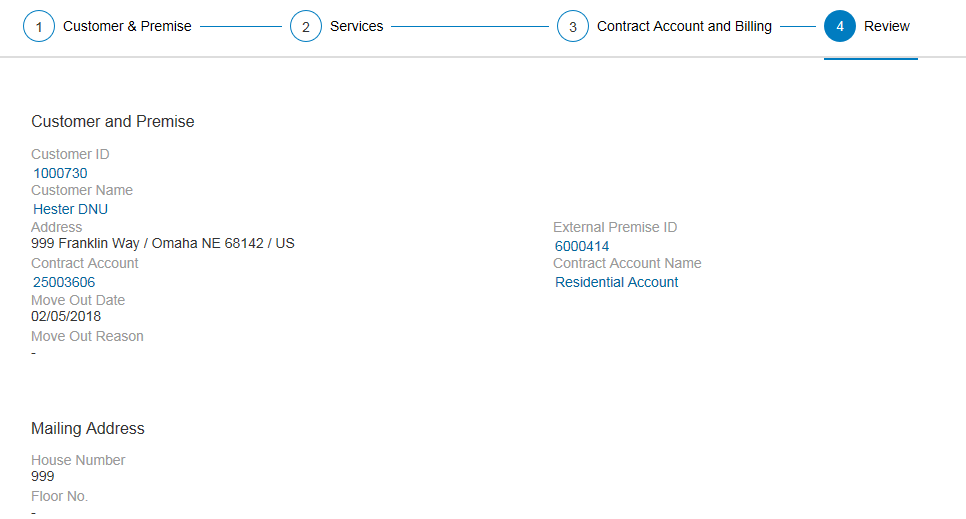 1 Customer & Premise 2 Services 3 Contract Account and Billing 4 Review
Customer and Premise
Customer ID
1000730
Customer Name
Hester DNU
Address External Premise ID
999 Franklin Way / Omaha NE 68142 / US 6000414
Contract Account Contract Account Name
25003606 Residential Account
Move Out Date
02/05/2018
Move Out Reason
-
Mailing Address
House Number
999
Floor No.
-